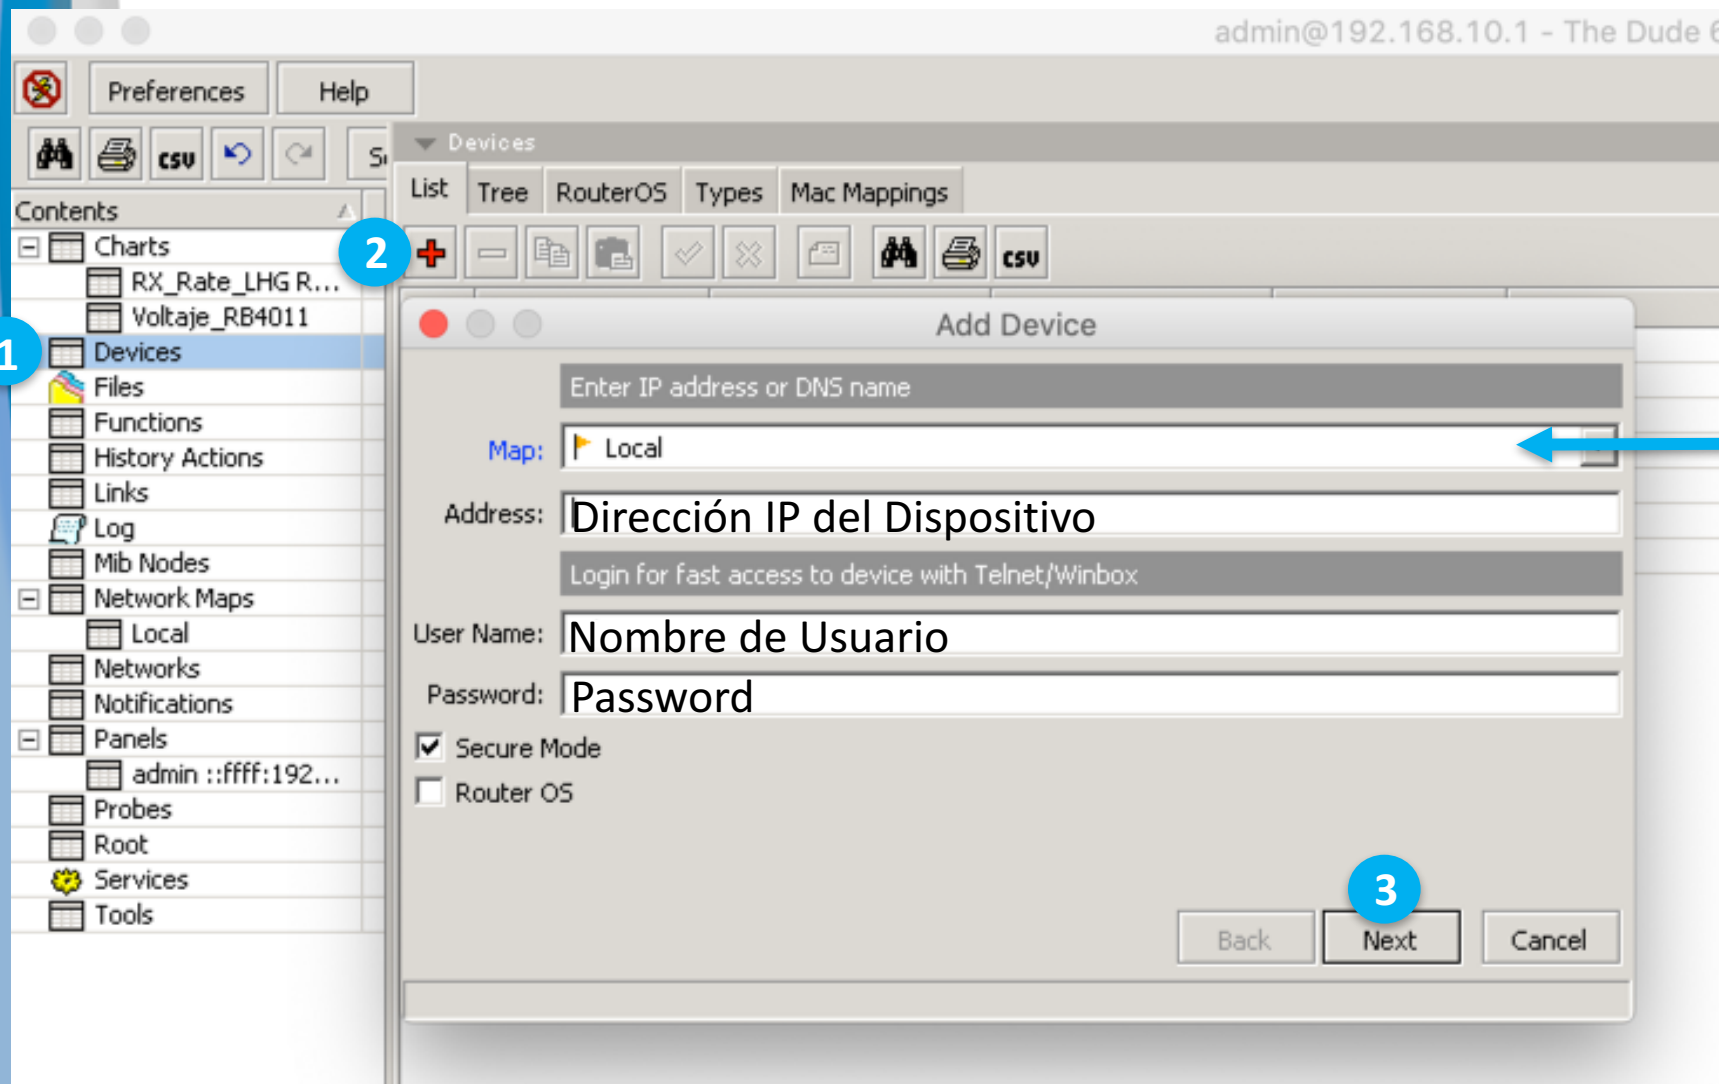 admin@192.168.10.1 - The Dude 6
Preferences Help
csv
Devices
List Tree RouterOS Types Mac Mappings
csv
Contents
Charts
RX_Rate_LHG R...
Voltaje_RB4011
Devices
Files
Functions
History Actions
Links
Log
Mib Nodes
Network Maps
Local
Networks
Notifications
Panels
admin ::ffff:192...
Probes
Root
Services
Tools
1
2
Add Device
Enter IP address or DNS name
Map: Local
Address: Dirección IP del Dispositivo
Login for fast access to device with Telnet/Winbox
User Name: Nombre de Usuario
Password: Password
Secure Mode
Router OS
3
Back Next Cancel